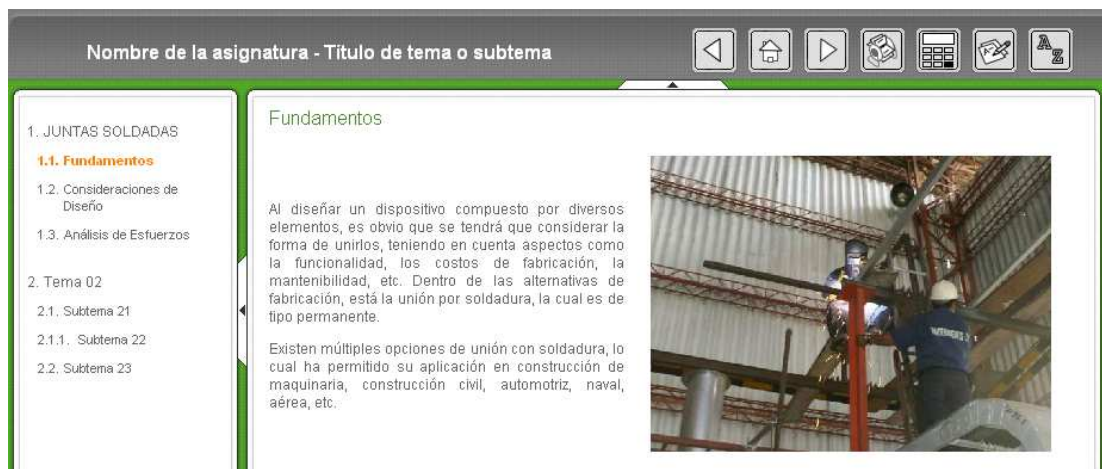 Nombre de la asignatura - Título de tema o subtema
A
Z
1. JUNTAS SOLDADAS
1.1. Fundamentos
1.2. Consideraciones de
Diseño
1.3. Análisis de Esfuerzos
2. Tema 02
2.1. Subtema 21
2.1.1. Subtema 22
2.2. Subtema 23
Fundamentos
Al diseñar un dispositivo compuesto por diversos
elementos, es obvio que se tendrá que considerar la
forma de unirlos, teniendo en cuenta aspectos como
la funcionalidad, los costos de fabricación, la
mantenibilidad, etc. Dentro de las alternativas de
fabricación, está la unión por soldadura, la cual es de
tipo permanente.
Existen múltiples opciones de unión con soldadura, lo
cual ha permitido su aplicación en construcción de
maquinaria, construcción civil, automotriz, naval,
aérea, etc.